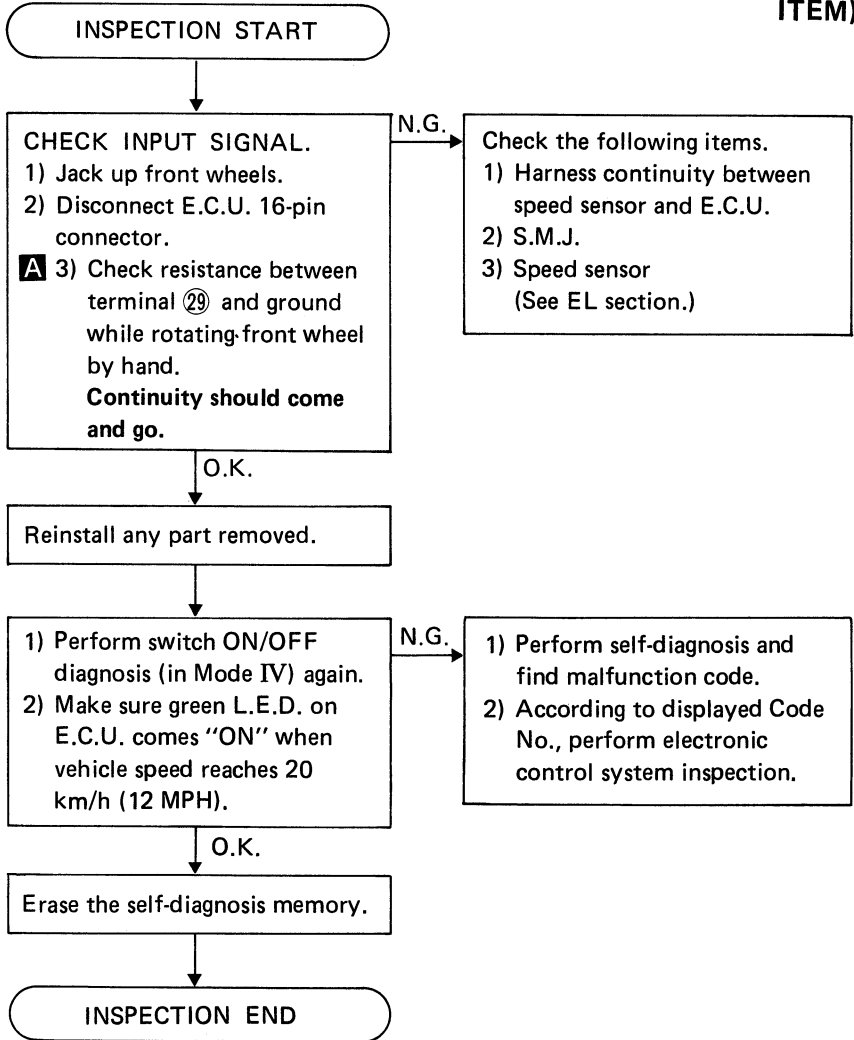 ITEM)
INSPECTION START
CHECK INPUT SIGNAL.
1) Jack up front wheels.
2) Disconnect E.C.U. 16-pin
connector.
A 3) Check resistance between
terminal ㉙ and ground
while rotating front wheel
by hand.
Continuity should come
and go.
N.G.
Check the following items.
1) Harness continuity between
speed sensor and E.C.U.
2) S.M.J.
3) Speed sensor
(See EL section.)
O.K.
Reinstall any part removed.
1) Perform switch ON/OFF
diagnosis (in Mode IV) again.
2) Make sure green L.E.D. on
E.C.U. comes "ON" when
vehicle speed reaches 20
km/h (12 MPH).
N.G.
1) Perform self-diagnosis and
find malfunction code.
2) According to displayed Code
No., perform electronic
control system inspection.
O.K.
Erase the self-diagnosis memory.
INSPECTION END